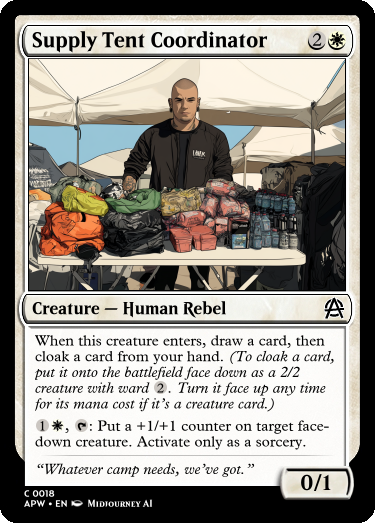 Supply Tent Coordinator 2
Creature — Human Rebel
When this creature enters, draw a card, then
cloak a card from your hand. (To cloak a card,
put it onto the battlefield face down as a 2/2
creature with ward 2. Turn it face up any time
for its mana cost if it’s a creature card.)
1, : Put a +1/+1 counter on target face-
down creature. Activate only as a sorcery.
“Whatever camp needs, we’ve got.”
0/1
C 0018
APW • EN Midjourney AI